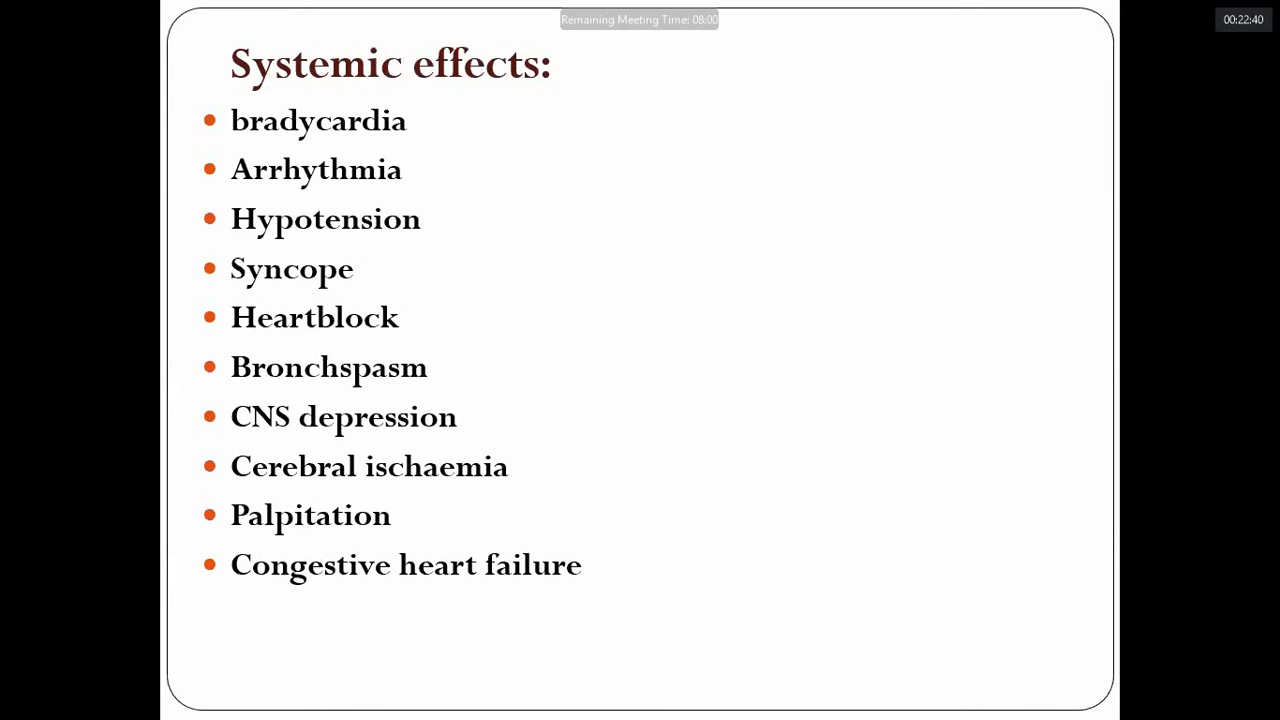 Remaining Meeting Time: 08:00
00:22:40
Systemic effects:
bradycardia
Arrhythmia
Hypotension
Syncope
Heartblock
Bronchspasm
CNS depression
Cerebral ischaemia
Palpitation
Congestive heart failure